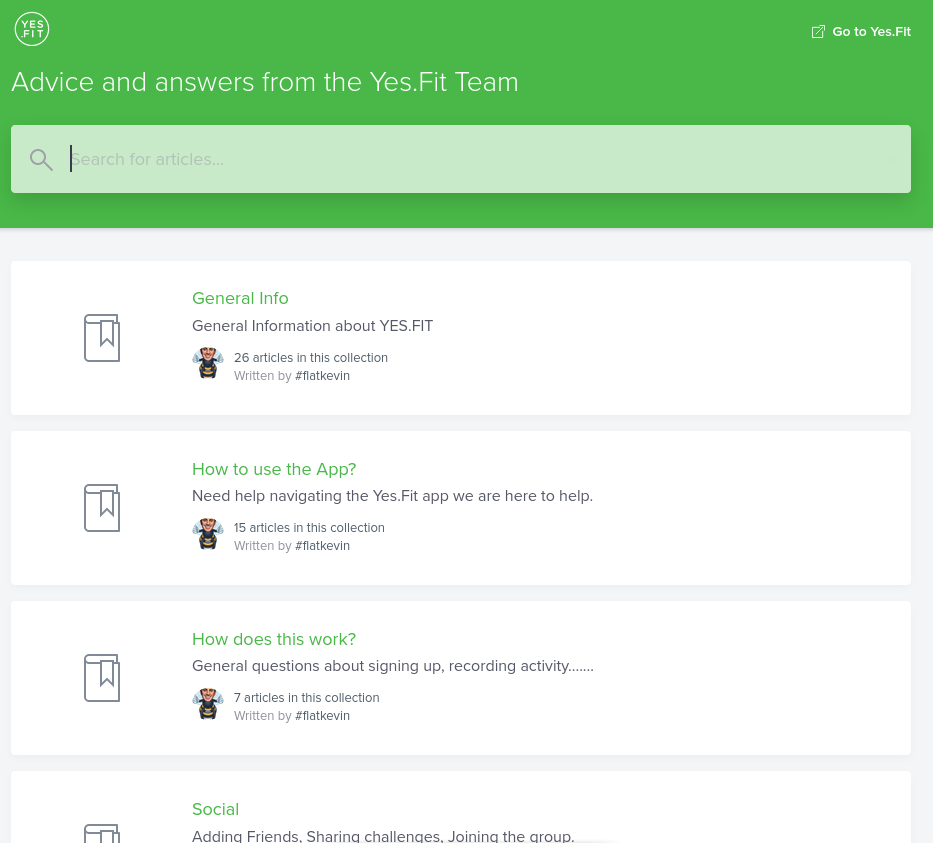 YES
.FIT
Go to Yes.Fit
Advice and answers from the Yes.Fit Team
Search for articles...
General Info
General Information about YES.FIT
26 articles in this collection
Written by #flatkevin
How to use the App?
Need help navigating the Yes.Fit app we are here to help.
15 articles in this collection
Written by #flatkevin
How does this work?
General questions about signing up, recording activity.......
7 articles in this collection
Written by #flatkevin
Social
Adding Friends, Sharing challenges, Joining the group.